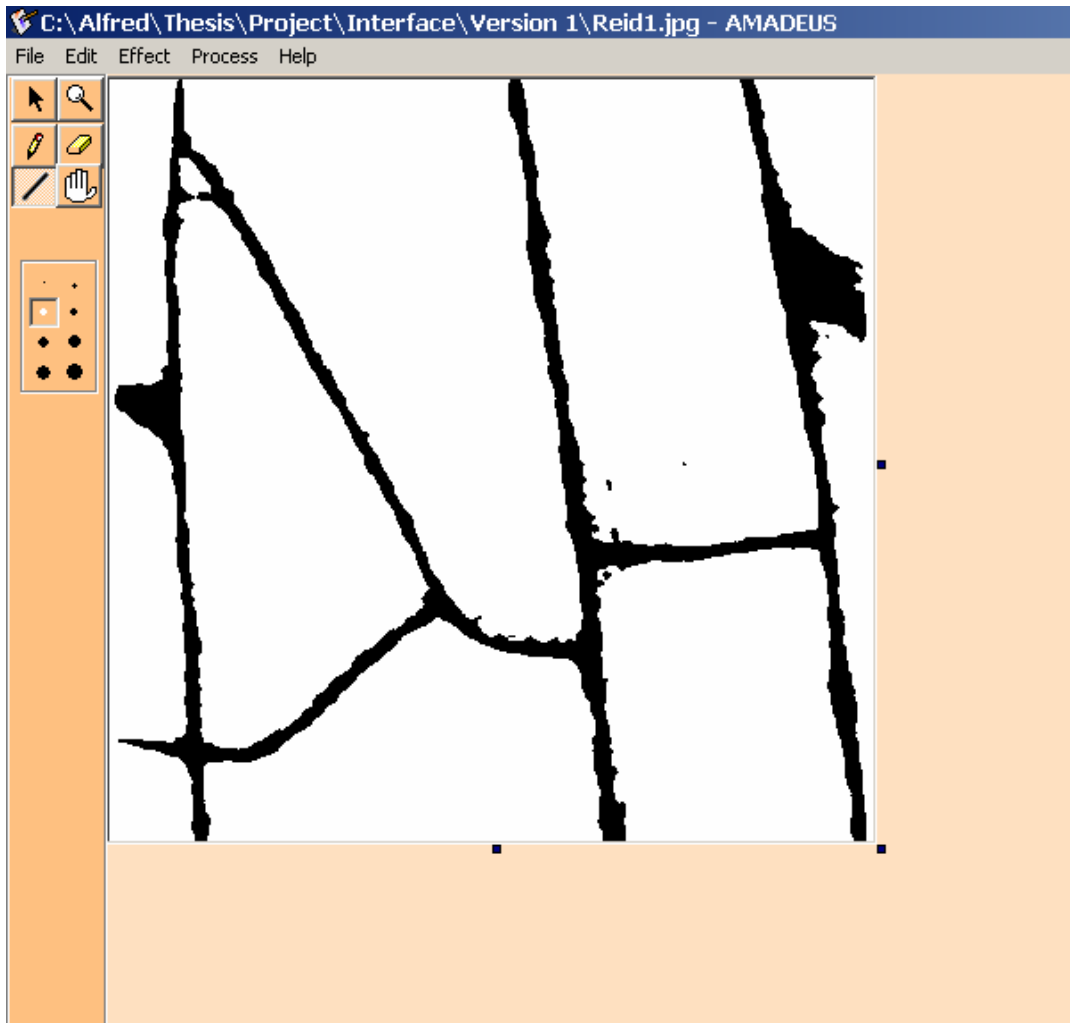 C:\Alfred\Thesis\Project\Interface\Version 1\Reid1.jpg - AMADEUS
File Edit Effect Process Help